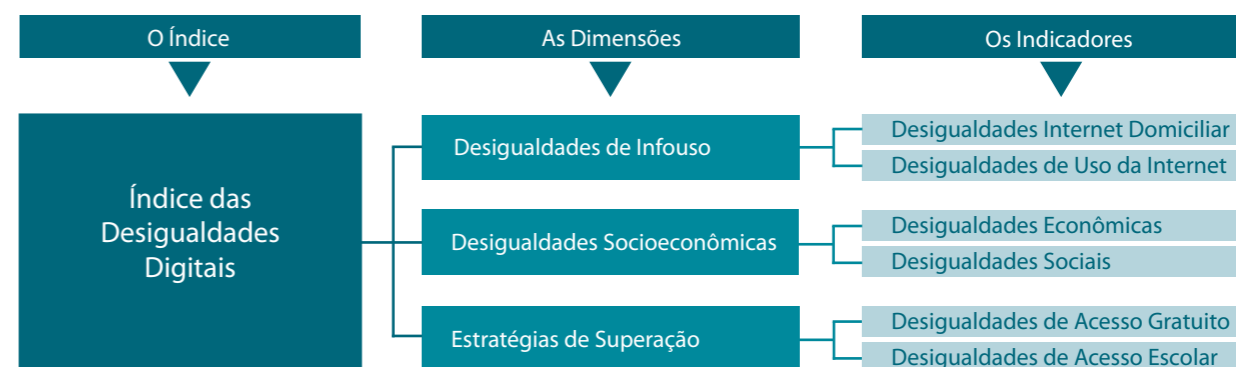 O Índice
As Dimensões
Os Indicadores
Índice das
Desigualdades
Digitais
Desigualdades de Infouso
Desigualdades Internet Domiciliar
Desigualdades de Uso da Internet
Desigualdades Socioeconômicas
Desigualdades Econômicas
Desigualdades Sociais
Estratégias de Superação
Desigualdades de Acesso Gratuito
Desigualdades de Acesso Escolar